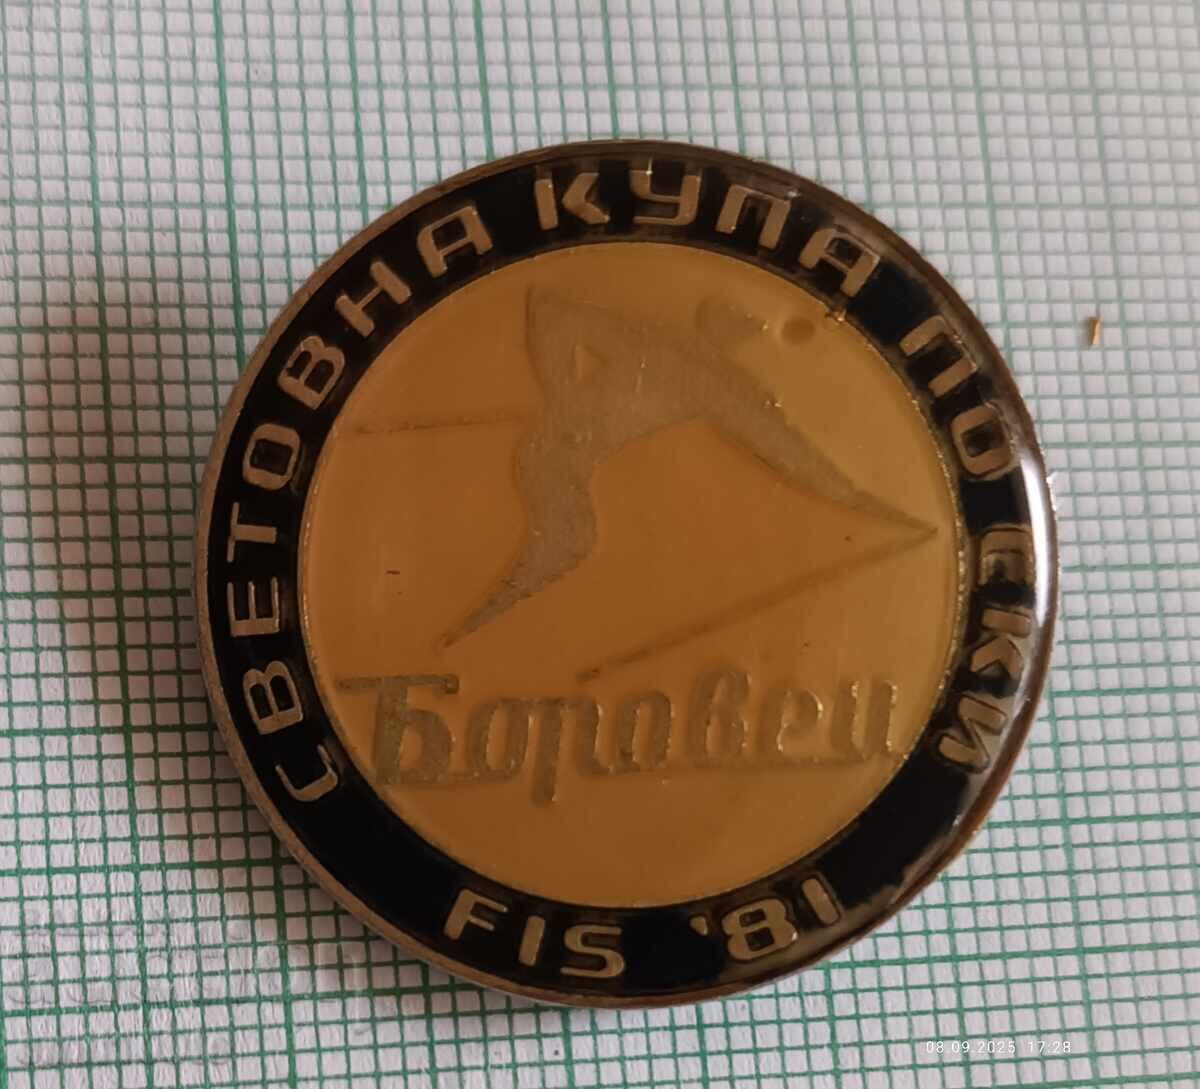 СВЕТОВНА КУПА ПО СКИ
Боровец
FIS '81
08.09.2025 17:28